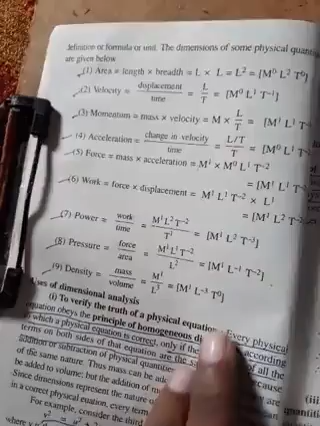 definition or formula or unit. The dimensions of some physical
are given below
(1) Area = length × breadth = L × L = L² = [M⁰ L² T⁰]
(2) Velocity = displacement / time = L / T = [M⁰ L¹ T⁻¹]
(3) Momentum = mass × velocity = M × L / T = [M¹ L¹
(4) Acceleration = change in velocity / time = L/T / T = [M⁰ L¹
(5) Force = mass × acceleration = M¹ × M⁰ L¹ T⁻²
= [M¹ L¹ T
(6) Work = force × displacement = M¹ L¹ T⁻² × L¹
= [M¹ L² T
(7) Power = work / time = M¹ L² T⁻² / T¹ = [M¹ L² T⁻³]
(8) Pressure = force / area = M¹ L¹ T⁻² / L² = [M¹ L⁻¹ T⁻²]
(9) Density = mass / volume = M¹ / L³ = [M¹ L⁻³ T⁰]
Uses of dimensional analysis
(i) To verify the truth of a physical equation. Every physical
equation obeys the principle of homogeneous according
to which a physical equation is correct, only if the of all the
terms on both sides of that equation are the because
addition or subtraction of physical quantities
of the same nature. Thus mass can be
be added to volume; but the addition of
Since dimensions represent the nature
in a correct physical equation, every term
For example, consider the third
(iii